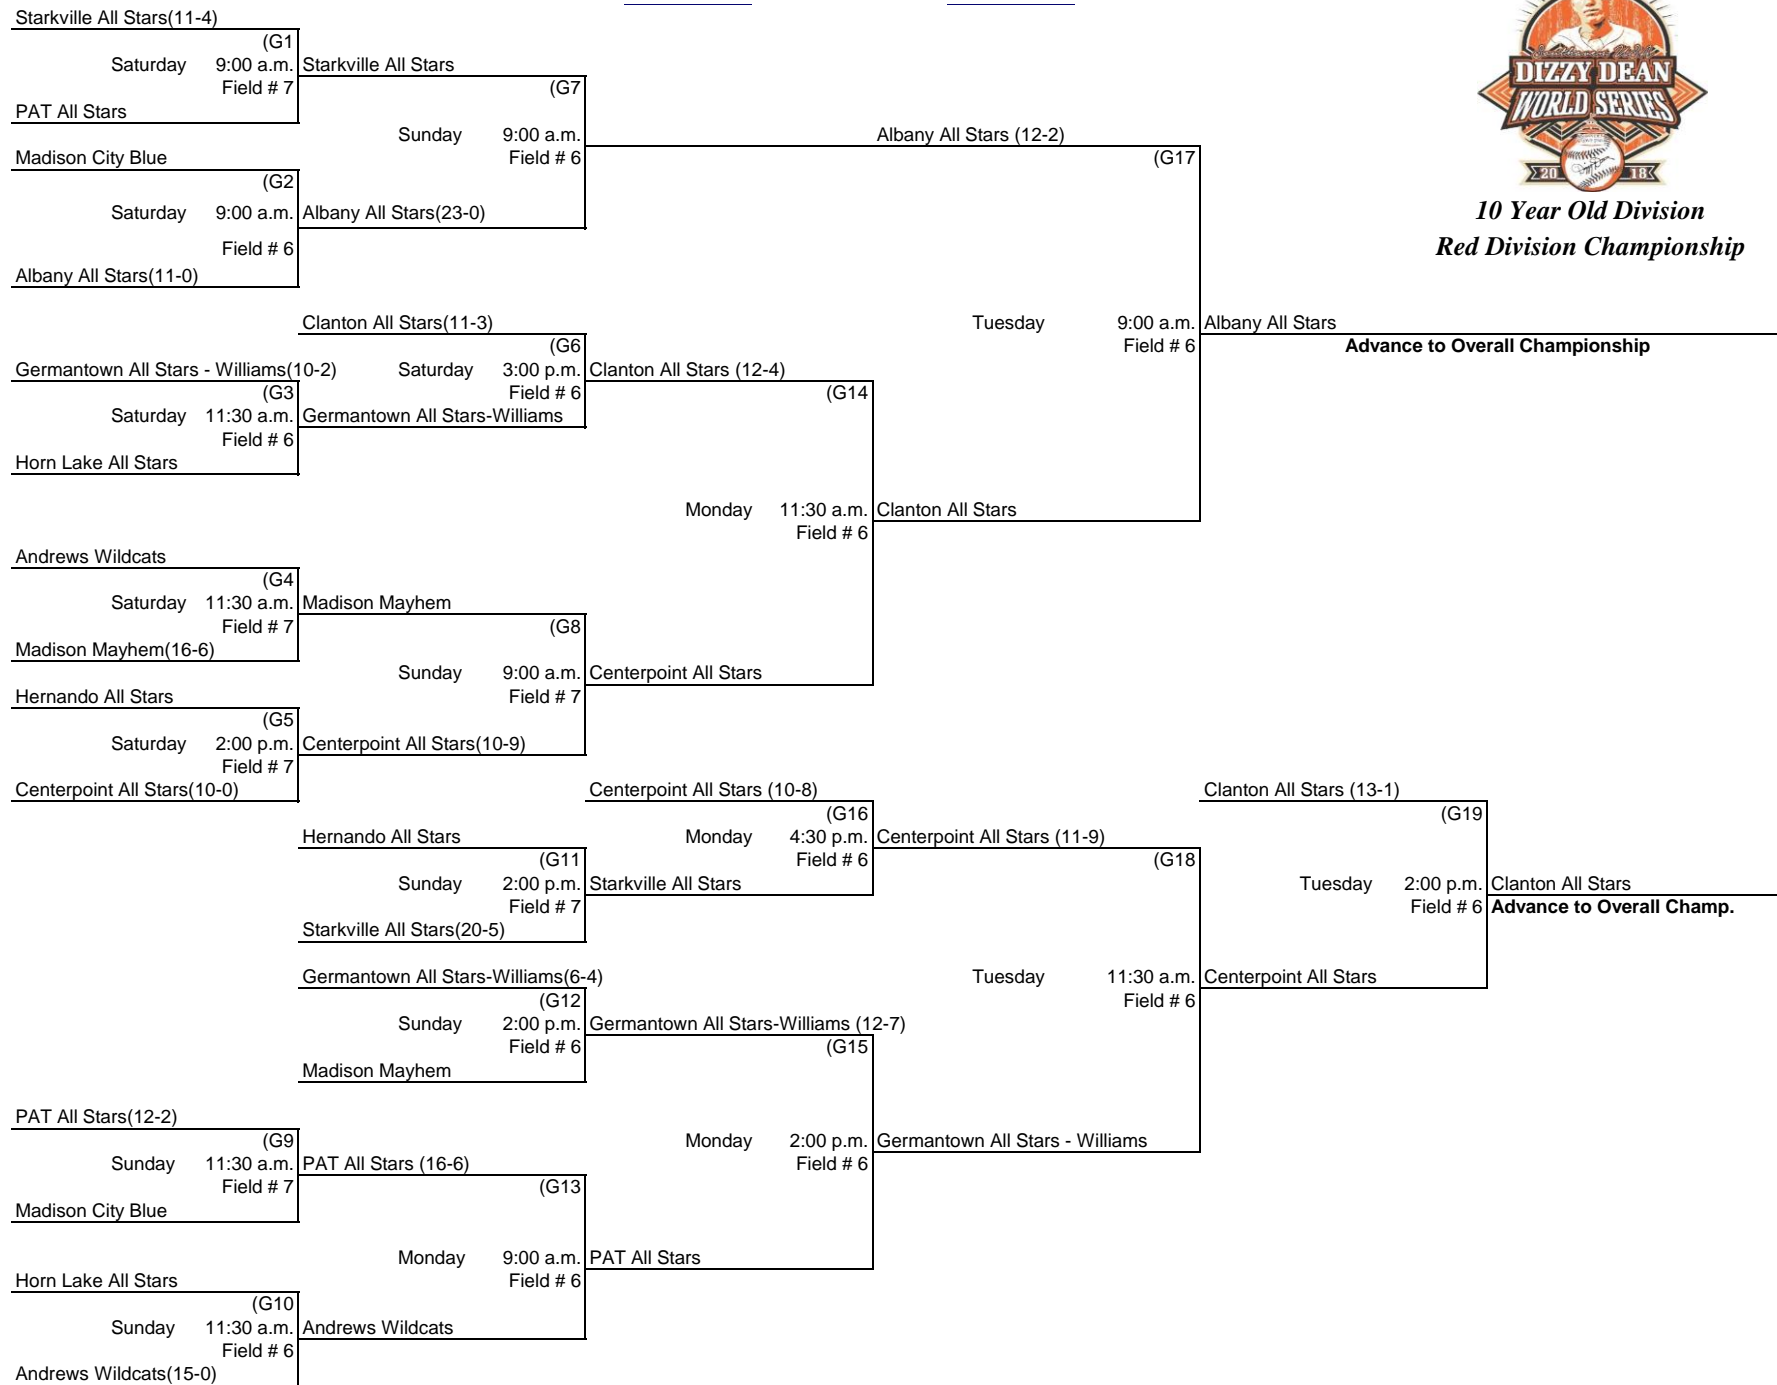 Starkville All Stars(11-4)
(G1
Saturday 9:00 a.m. Starkville All Stars
Field # 7 (G7
PAT All Stars
Sunday 9:00 a.m. Albany All Stars (12-2)
Madison City Blue Field # 6 (G17
(G2
Saturday 9:00 a.m. Albany All Stars(23-0)
Field # 6
Albany All Stars(11-0)
DIZZY DEAN
WORLD SERIES
20 18
10 Year Old Division
Red Division Championship
Clanton All Stars(11-3) Tuesday 9:00 a.m. Albany All Stars
(G6 Field # 6 Advance to Overall Championship
Germantown All Stars - Williams(10-2) Saturday 3:00 p.m. Clanton All Stars (12-4)
(G3 Field # 6 (G14
Saturday 11:30 a.m. Germantown All Stars-Williams
Field # 6
Horn Lake All Stars
Monday 11:30 a.m. Clanton All Stars
Field # 6
Andrews Wildcats
(G4
Saturday 11:30 a.m. Madison Mayhem
Field # 7 (G8
Madison Mayhem(16-6)
Sunday 9:00 a.m. Centerpoint All Stars
Hernando All Stars Field # 7
(G5
Saturday 2:00 p.m. Centerpoint All Stars(10-9)
Field # 7
Centerpoint All Stars(10-0) Centerpoint All Stars (10-8) Clanton All Stars (13-1)
(G16 (G19
Hernando All Stars Monday 4:30 p.m. Centerpoint All Stars (11-9)
(G11 Field # 6 (G18
Sunday 2:00 p.m. Starkville All Stars Tuesday 2:00 p.m. Clanton All Stars
Field # 7 Field # 6 Advance to Overall Champ.
Starkville All Stars(20-5)
Germantown All Stars-Williams(6-4) Tuesday 11:30 a.m. Centerpoint All Stars
(G12 Field # 6
Sunday 2:00 p.m. Germantown All Stars-Williams (12-7)
Field # 6 (G15
Madison Mayhem
PAT All Stars(12-2)
(G9 Monday 2:00 p.m. Germantown All Stars - Williams
Sunday 11:30 a.m. PAT All Stars (16-6) Field # 6
Field # 7 (G13
Madison City Blue
Monday 9:00 a.m. PAT All Stars
Horn Lake All Stars Field # 6
(G10
Sunday 11:30 a.m. Andrews Wildcats
Field # 6
Andrews Wildcats(15-0)